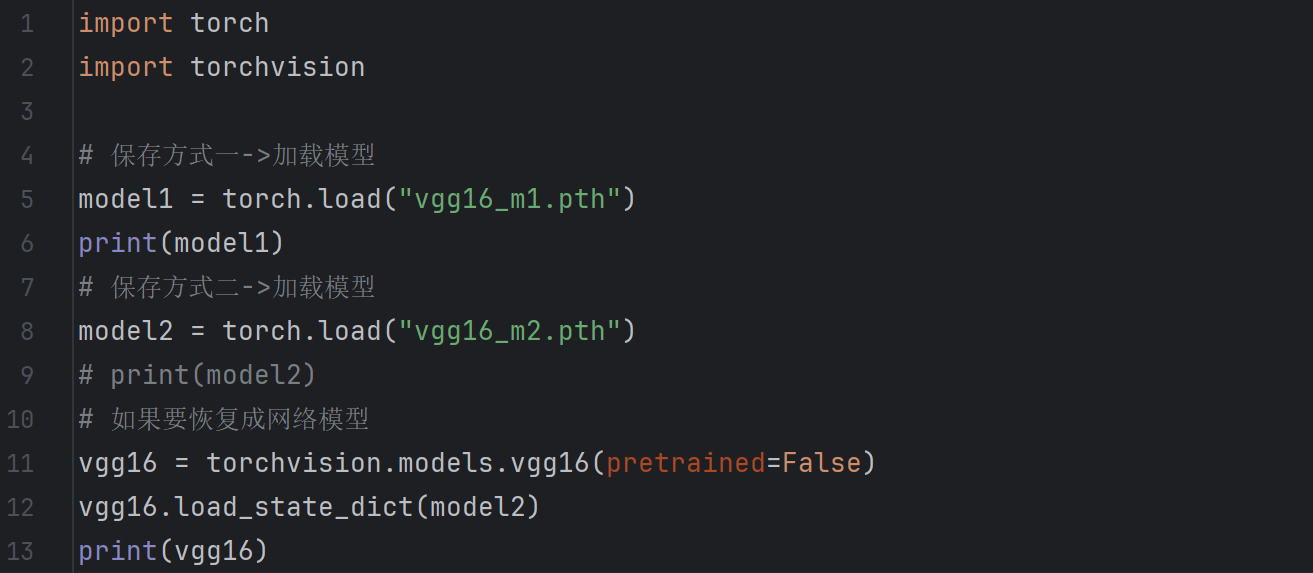 1 import torch
2 import torchvision
3
4 # 保存方式一->加载模型
5 model1 = torch.load("vgg16_m1.pth")
6 print(model1)
7 # 保存方式二->加载模型
8 model2 = torch.load("vgg16_m2.pth")
9 # print(model2)
10 # 如果要恢复成网络模型
11 vgg16 = torchvision.models.vgg16(pretrained=False)
12 vgg16.load_state_dict(model2)
13 print(vgg16)